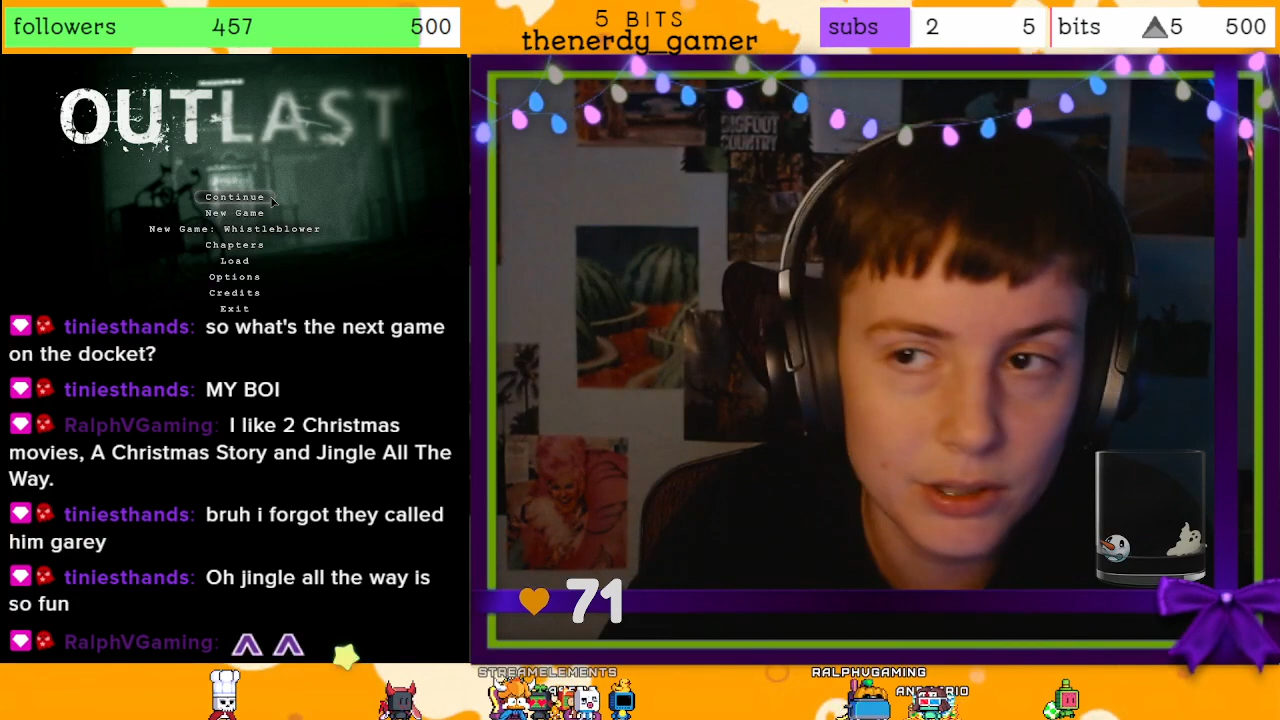 followers 457 500
5 BITS
thenerdy_gamer
subs 2 5
bits 5 500
OUTLAST
Continue
New Game
New Game: Whistleblower
Chapters
Load
Options
Credits
Exit
tiniesthands: so what's the next game
on the docket?
tiniesthands: MY BOI
RalphVGaming: I like 2 Christmas
movies, A Christmas Story and Jingle All The
Way.
tiniesthands: bruh i forgot they called
him garey
tiniesthands: Oh jingle all the way is
so fun
RalphVGaming:
BIGFOOT
COUNTRY
71
STREAMELEMENTS
RALPHVGAMING